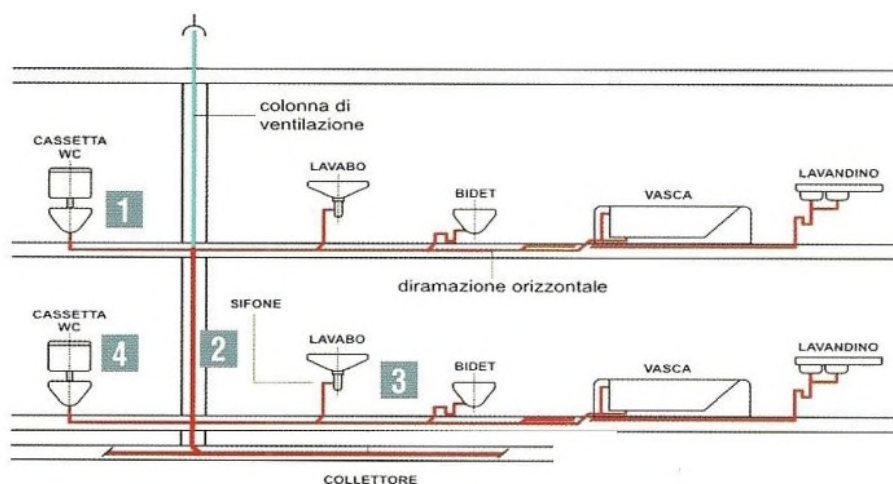 colonna di
ventilazione
CASSETTA
WC
1
LAVABO
BIDET
VASCA
LAVANDINO
diramazione orizzontale
CASSETTA
WC
4
2
SIFONE
LAVABO
3
BIDET
VASCA
LAVANDINO
COLLETTORE